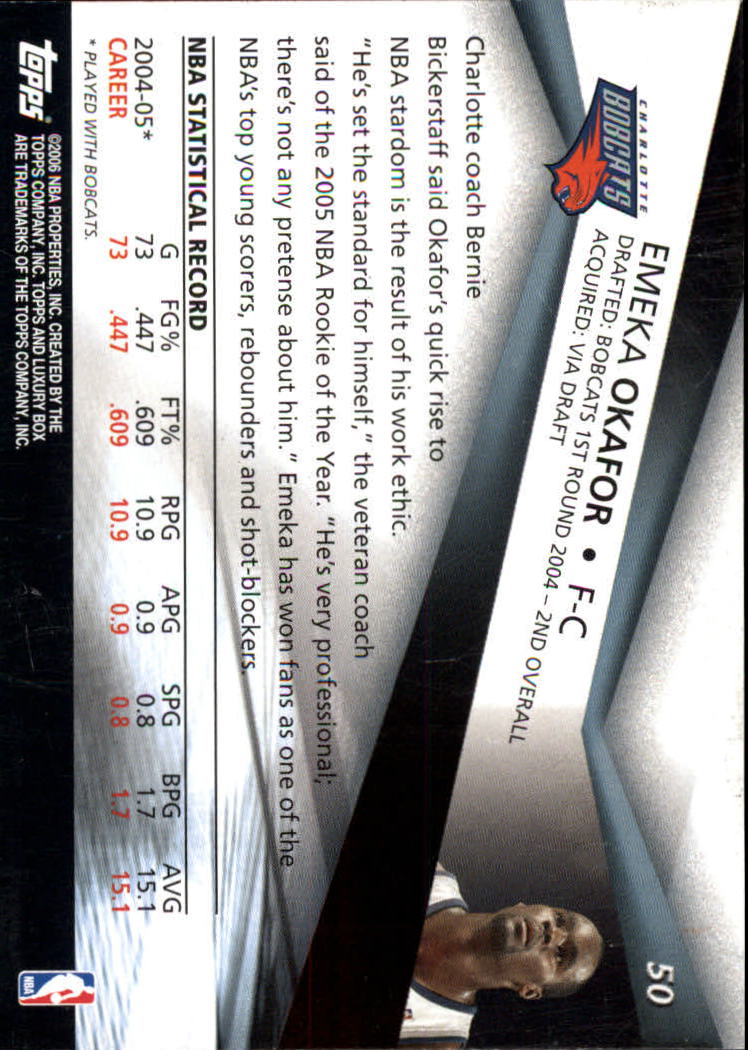 50
CHARLOTTE
BOBCATS
EMEKA OKAFOR • F-C
DRAFTED: BOBCATS 1ST ROUND 2004 – 2ND OVERALL
ACQUIRED: VIA DRAFT
Charlotte coach Bernie
Bickerstaff said Okafor's quick rise to
NBA stardom is the result of his work ethic.
"He's set the standard for himself," the veteran coach
said of the 2005 NBA Rookie of the Year. "He's very professional;
there's not any pretense about him." Emeka has won fans as one of the
NBA's top young scorers, rebounders and shot-blockers.
NBA STATISTICAL RECORD
G FG% FT% RPG APG SPG BPG AVG
2004-05* 73 .447 .609 10.9 0.9 0.8 1.7 15.1
CAREER 73 .447 .609 10.9 0.9 0.8 1.7 15.1
* PLAYED WITH BOBCATS.
topps®
©2006 NBA PROPERTIES, INC. CREATED BY THE
TOPPS COMPANY, INC. TOPPS AND LUXURY BOX
ARE TRADEMARKS OF THE TOPPS COMPANY, INC.
NBA